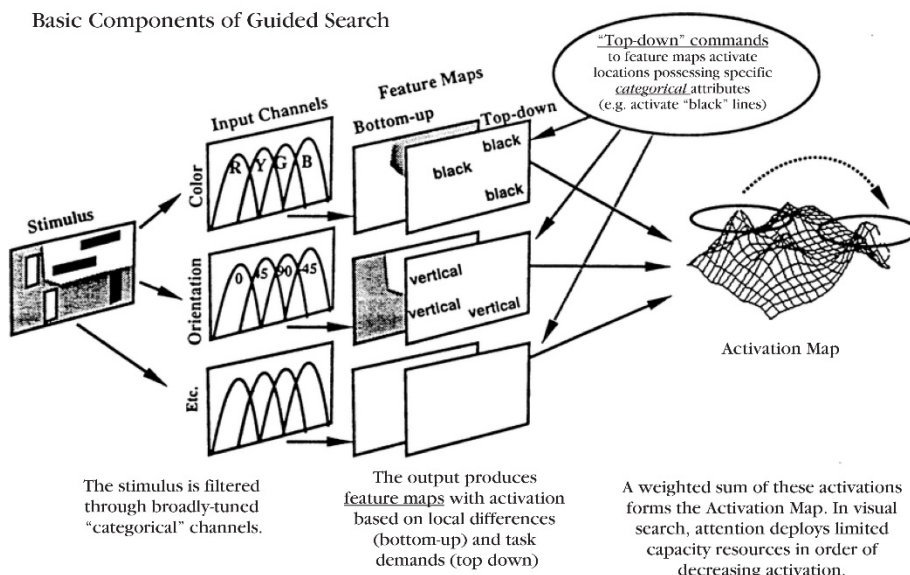 Basic Components of Guided Search
"Top-down" commands
to feature maps activate
locations possessing specific
categorical attributes
(e.g. activate "black" lines)
Feature Maps
Input Channels
Bottom-up
Top-down
Stimulus
Color
R Y G B
black
black
black
Orientation
0 45 90 -45
vertical
vertical
vertical
Etc.
Activation Map
The stimulus is filtered
through broadly-tuned
"categorical" channels.
The output produces
feature maps with activation
based on local differences
(bottom-up) and task
demands (top down)
A weighted sum of these activations
forms the Activation Map. In visual
search, attention deploys limited
capacity resources in order of
decreasing activation.